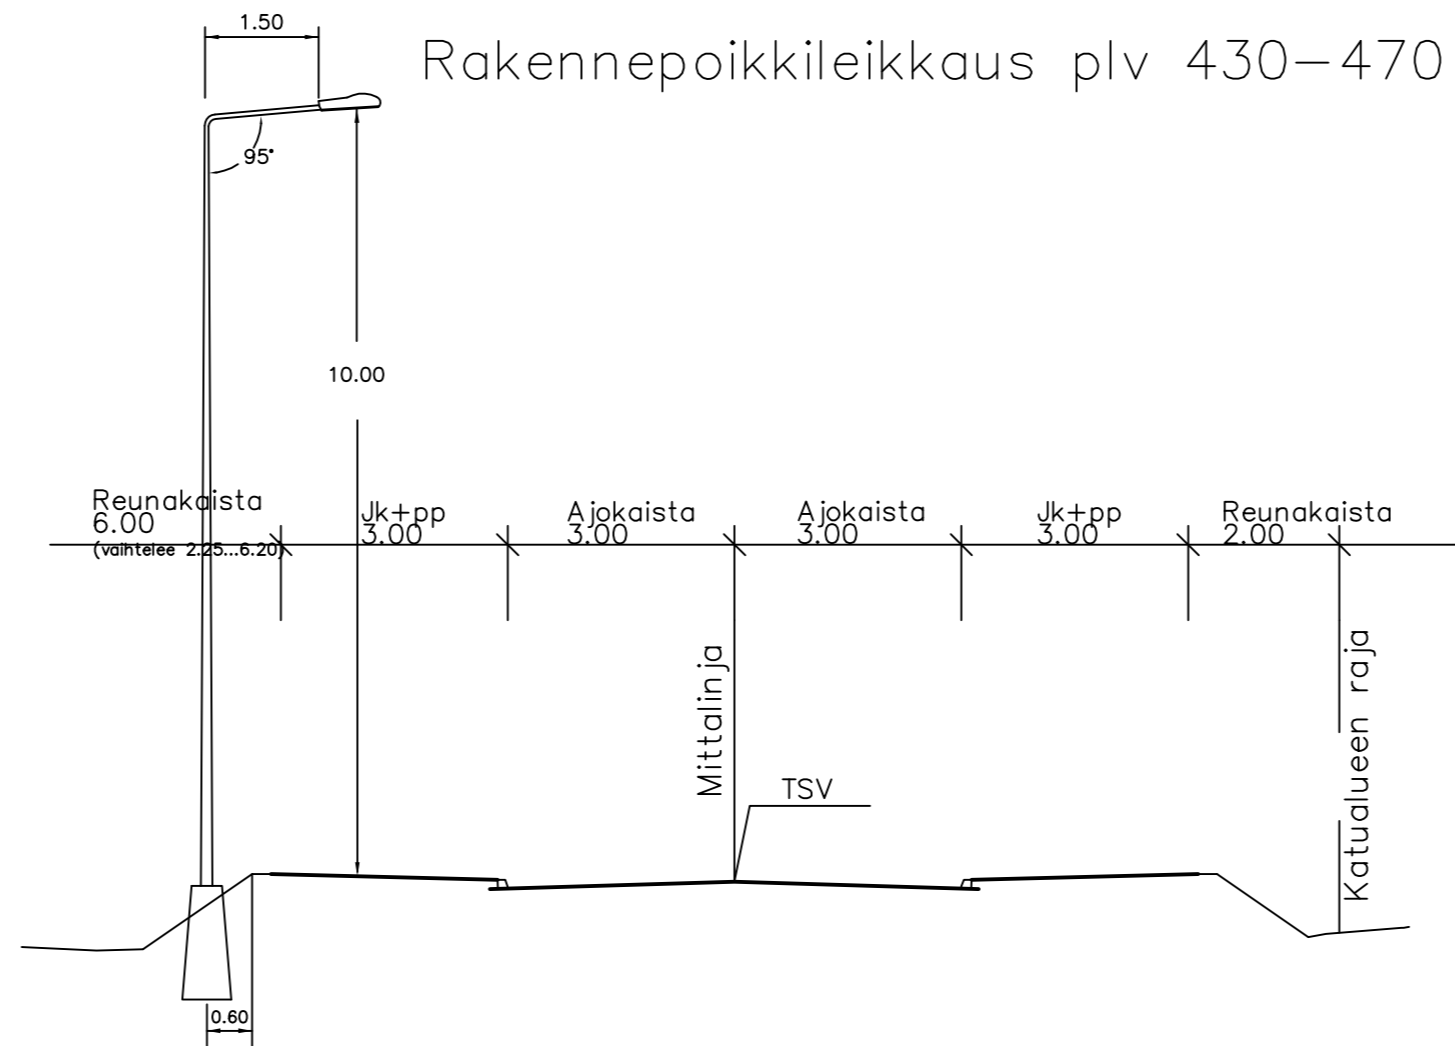 1.50
Rakennepoikkileikkaus plv 430-470
95°
10.00
Reunakaista
6.00
(vaihtelee 2.25...6.20)
Jk+pp
3.00
Ajokaista
3.00
Ajokaista
3.00
Jk+pp
3.00
Reunakaista
2.00
Mittalinja
TSV
Katualueen raja
0.60